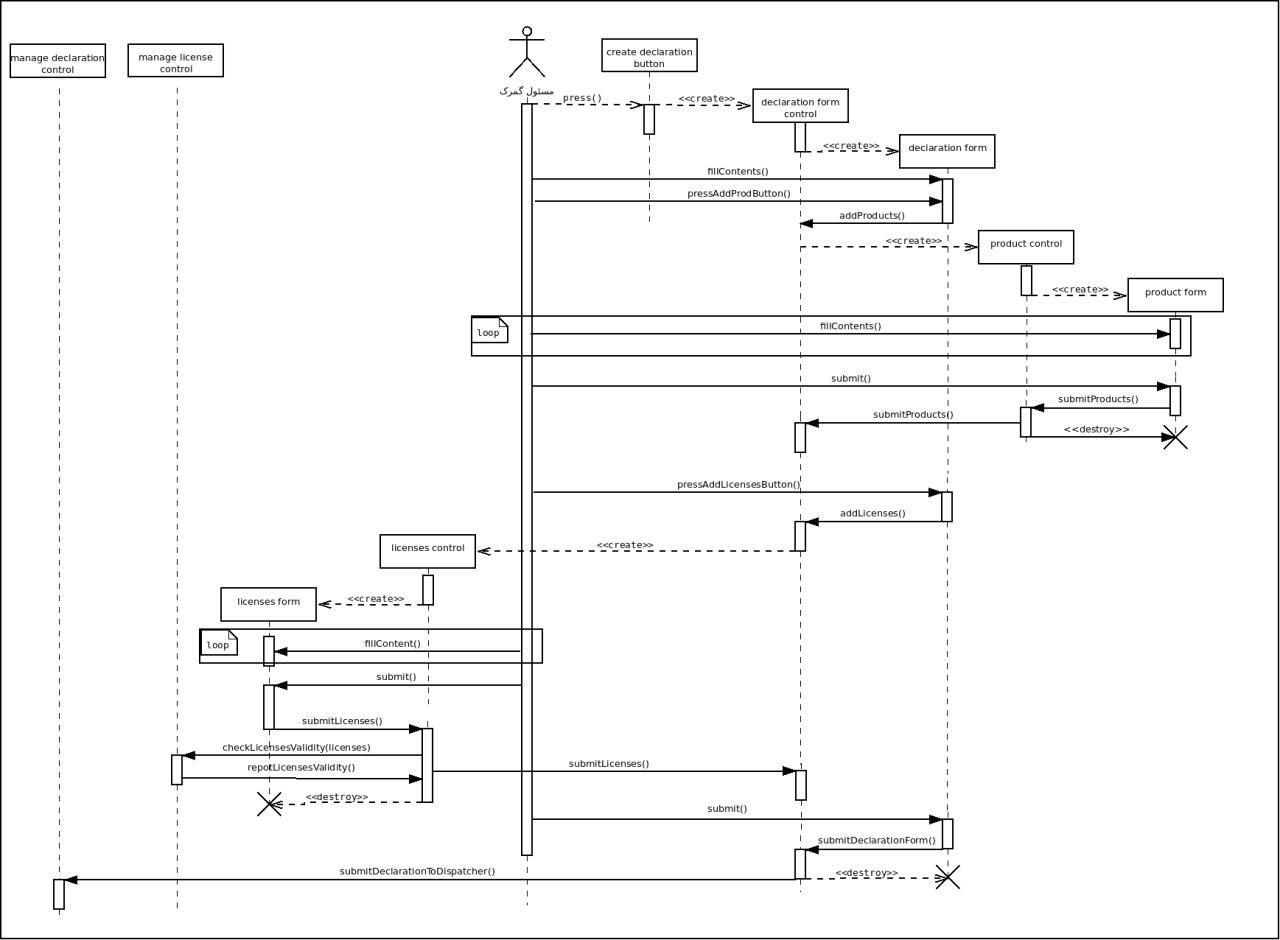 manage declaration
control
manage license
control
مسئول گمرک
create declaration
button
press()
<<create>>
declaration form
control
<<create>>
declaration form
fillContents()
pressAddProdButton()
addProducts()
<<create>>
product control
<<create>>
product form
loop
fillContents()
submit()
submitProducts()
submitProducts()
<<destroy>>
pressAddLicensesButton()
addLicenses()
<<create>>
licenses control
<<create>>
licenses form
loop
fillContent()
submit()
submitLicenses()
checkLicensesValidity(licenses)
repotLicensesValidity()
submitLicenses()
<<destroy>>
submit()
submitDeclarationForm()
submitDeclarationToDispatcher()
<<destroy>>